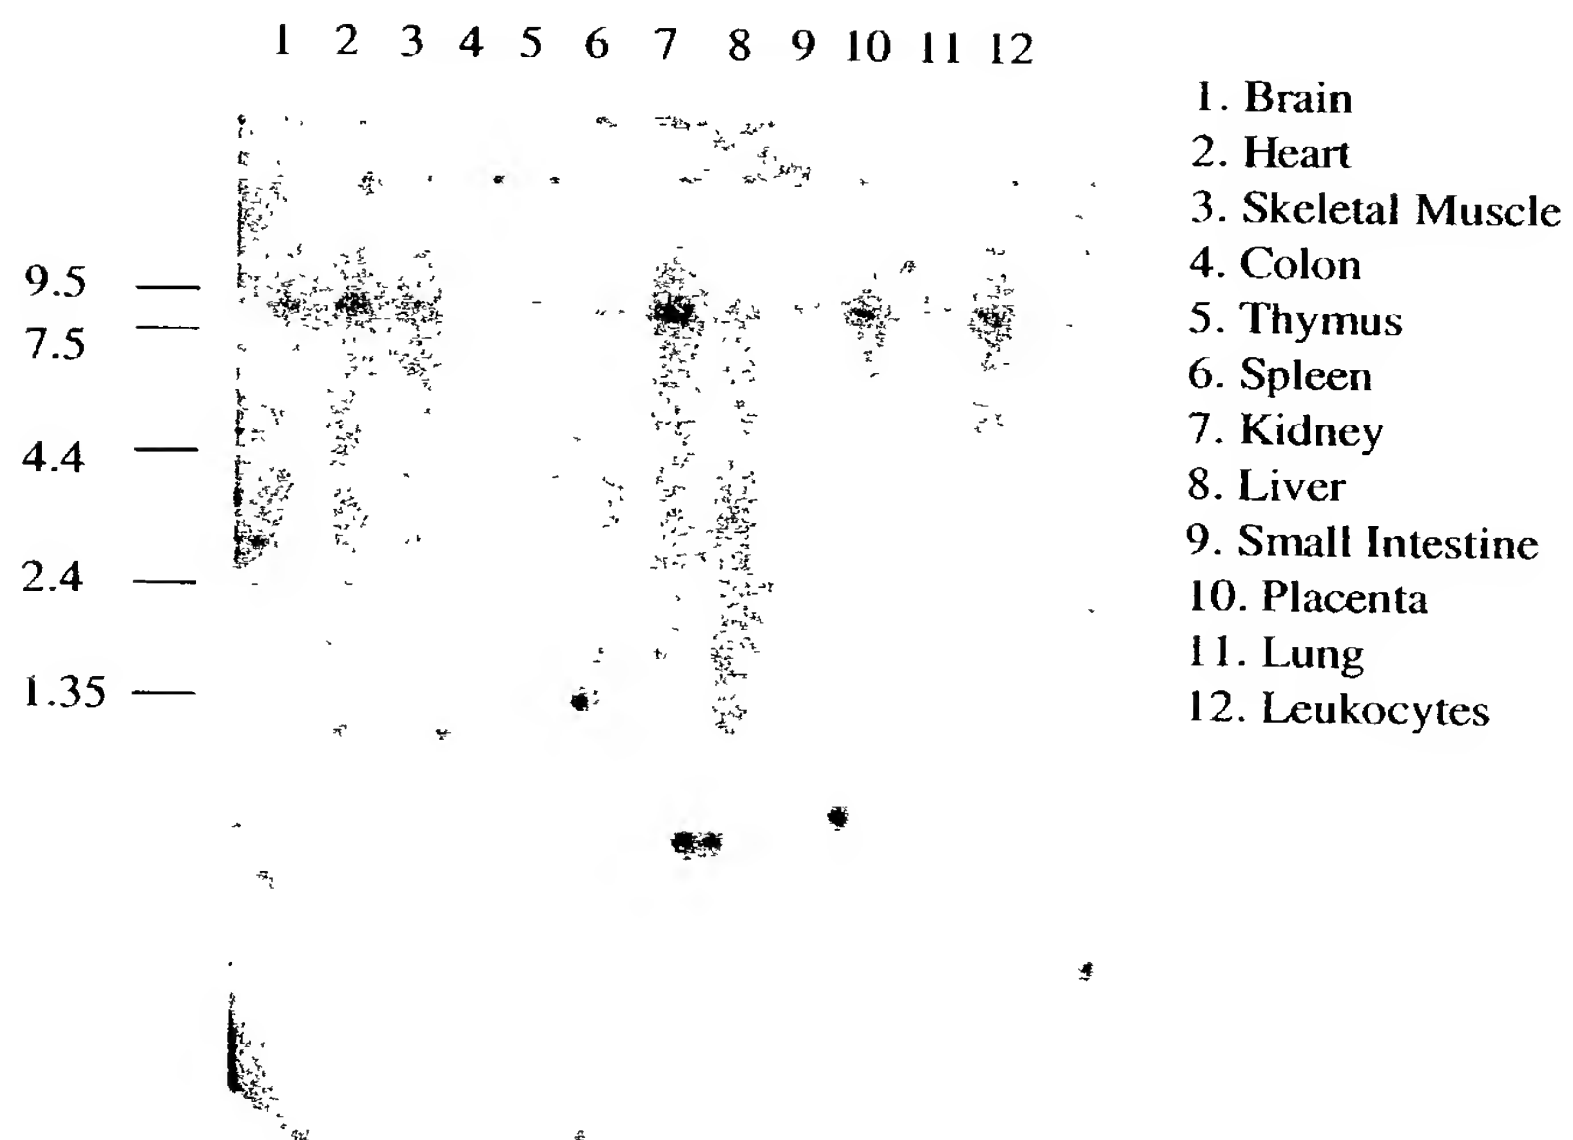 1 2 3 4 5 6 7 8 9 10 11 12
1. Brain
2. Heart
3. Skeletal Muscle
4. Colon
5. Thymus
6. Spleen
7. Kidney
8. Liver
9. Small Intestine
10. Placenta
11. Lung
12. Leukocytes
9.5
7.5
4.4
2.4
1.35